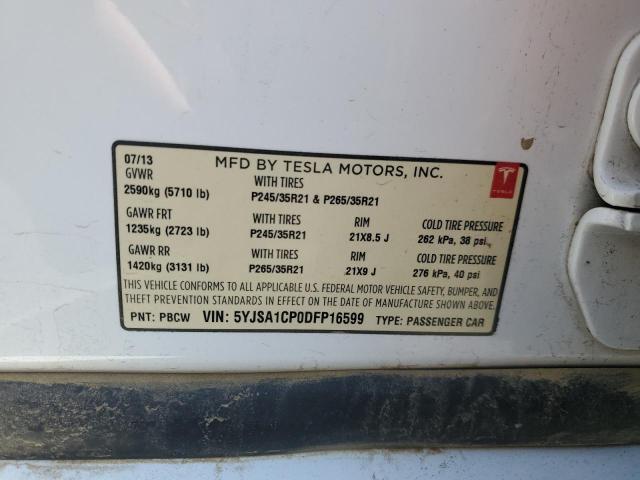 07/13 MFD BY TESLA MOTORS, INC.
GVWR WITH TIRES
2590kg (5710 lb) P245/35R21 & P265/35R21
GAWR FRT WITH TIRES RIM COLD TIRE PRESSURE
1235kg (2723 lb) P245/35R21 21X8.5 J 262 kPa, 38 psi
GAWR RR WITH TIRES RIM COLD TIRE PRESSURE
1420kg (3131 lb) P265/35R21 21X9 J 276 kPa, 40 psi
THIS VEHICLE CONFORMS TO ALL APPLICABLE U.S. FEDERAL MOTOR VEHICLE SAFETY, BUMPER, AND
THEFT PREVENTION STANDARDS IN EFFECT ON THE DATE OF MANUFACTURE SHOWN ABOVE.
PNT: PBCW VIN: 5YJSA1CP0DFP16599 TYPE: PASSENGER CAR
TESLA